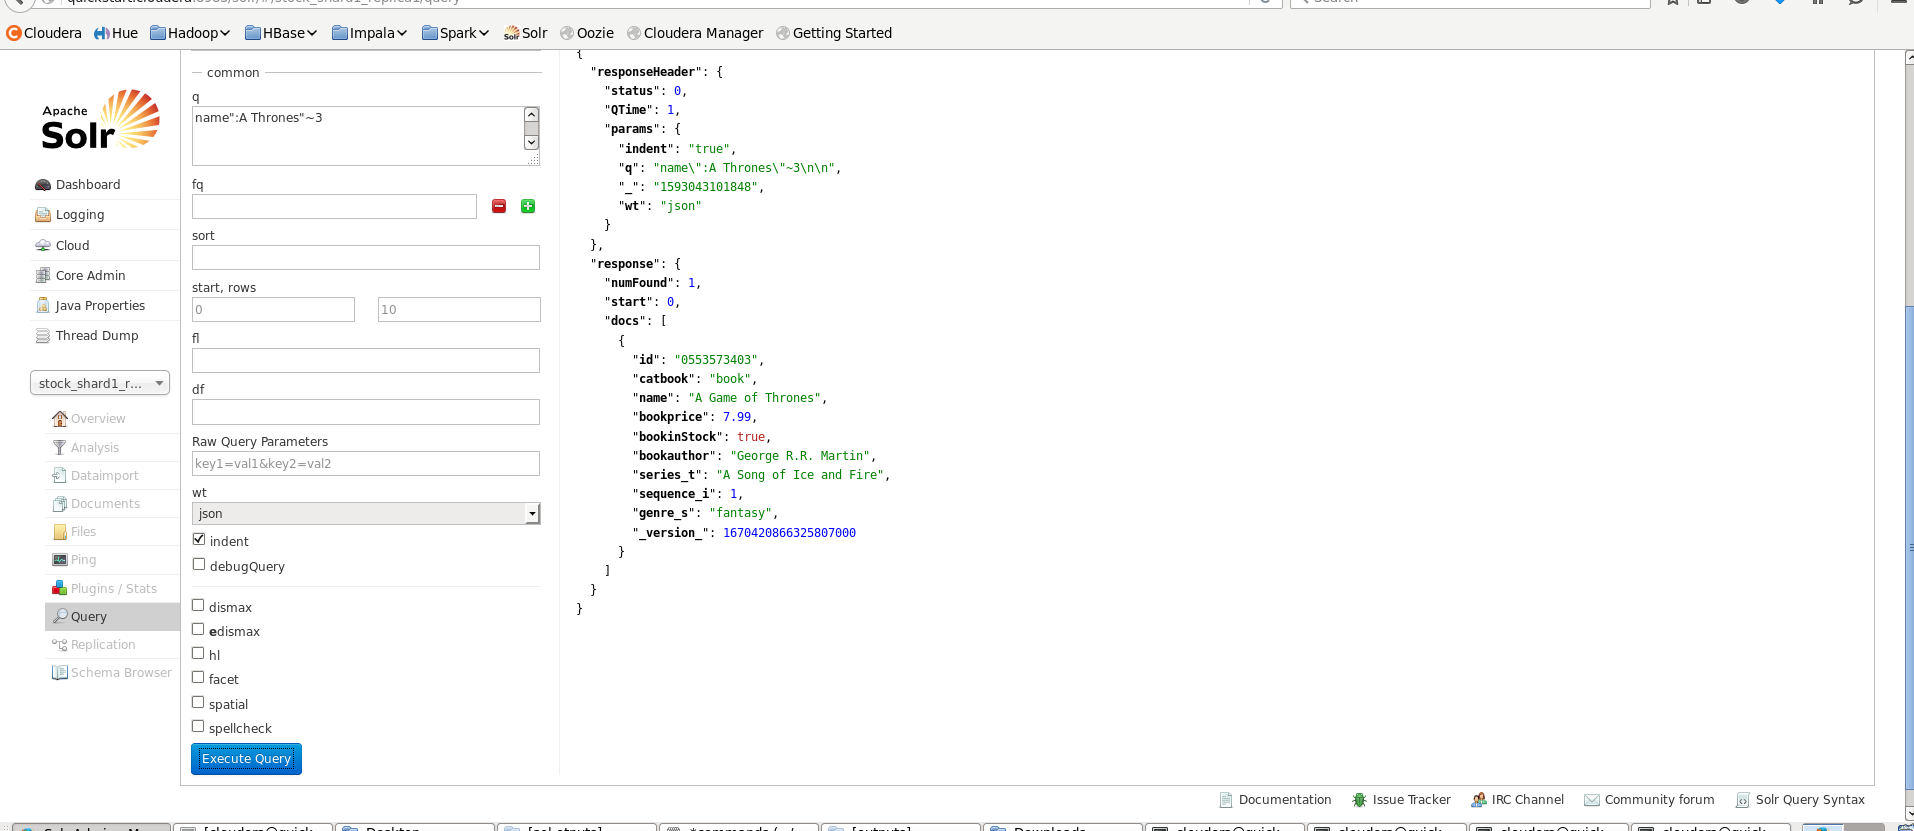 Cloudera Hue Hadoop HBase Impala Spark Solr Oozie Cloudera Manager Getting Started
Apache
Solr
Dashboard
Logging
Cloud
Core Admin
Java Properties
Thread Dump
stock_shard1_r...
Overview
Analysis
Dataimport
Documents
Files
Ping
Plugins / Stats
Query
Replication
Schema Browser
common
q
name":A Thrones"~3
fq
sort
start, rows
0 10
fl
df
Raw Query Parameters
key1=val1&key2=val2
wt
json
indent
debugQuery
dismax
edismax
hl
facet
spatial
spellcheck
Execute Query
{
"responseHeader": {
"status": 0,
"QTime": 1,
"params": {
"indent": "true",
"q": "name\":A Thrones\"~3\n\n",
"_": "1593043101848",
"wt": "json"
}
},
"response": {
"numFound": 1,
"start": 0,
"docs": [
{
"id": "0553573403",
"catbook": "book",
"name": "A Game of Thrones",
"bookprice": 7.99,
"bookinStock": true,
"bookauthor": "George R.R. Martin",
"series_t": "A Song of Ice and Fire",
"sequence_i": 1,
"genre_s": "fantasy",
"_version_": 1670420866325807000
}
]
}
}
Documentation Issue Tracker IRC Channel Community forum Solr Query Syntax